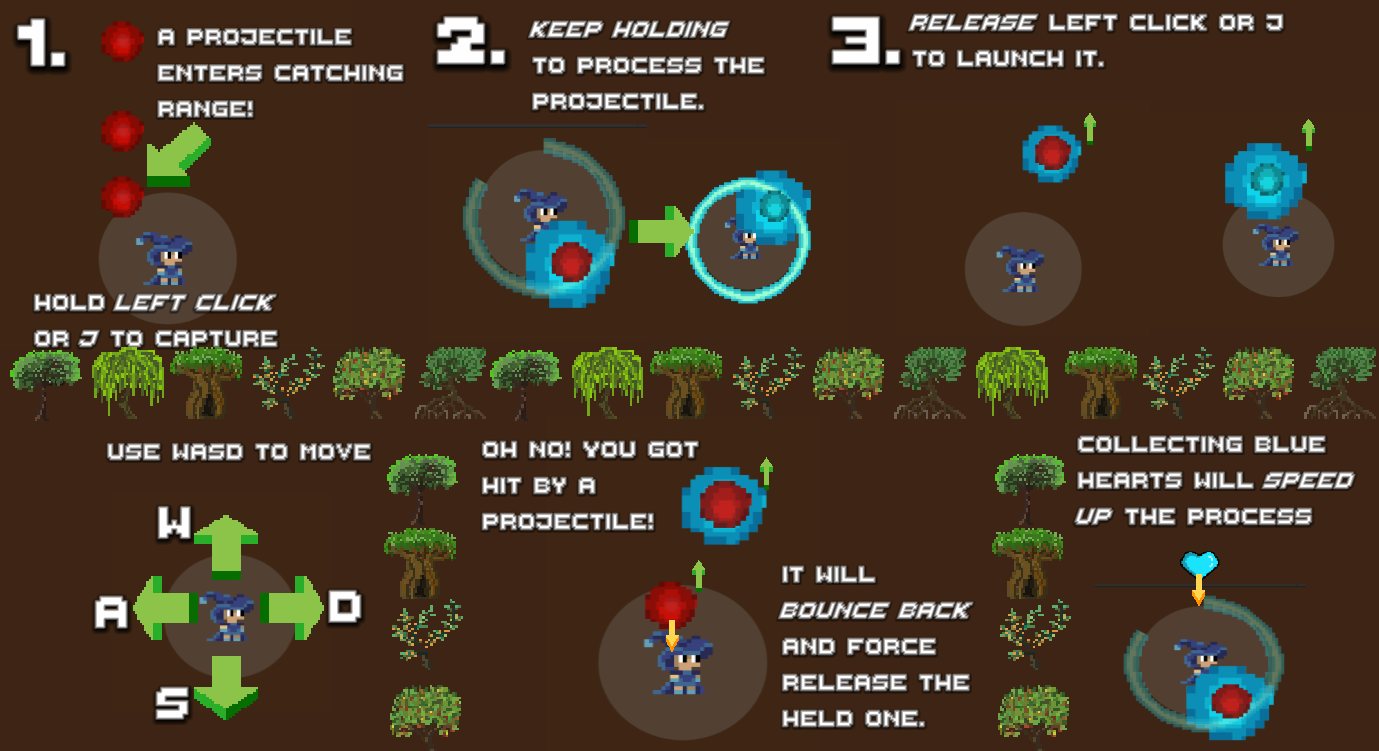 1.
A PROJECTILE
ENTERS CATCHING
RANGE!
HOLD LEFT CLICK
OR J TO CAPTURE
2.
KEEP HOLDING
TO PROCESS THE
PROJECTILE.
3.
RELEASE LEFT CLICK OR J
TO LAUNCH IT.
USE WASD TO MOVE
W
A
D
S
OH NO! YOU GOT
HIT BY A
PROJECTILE!
IT WILL
BOUNCE BACK
AND FORCE
RELEASE THE
HELD ONE.
COLLECTING BLUE
HEARTS WILL SPEED
UP THE PROCESS